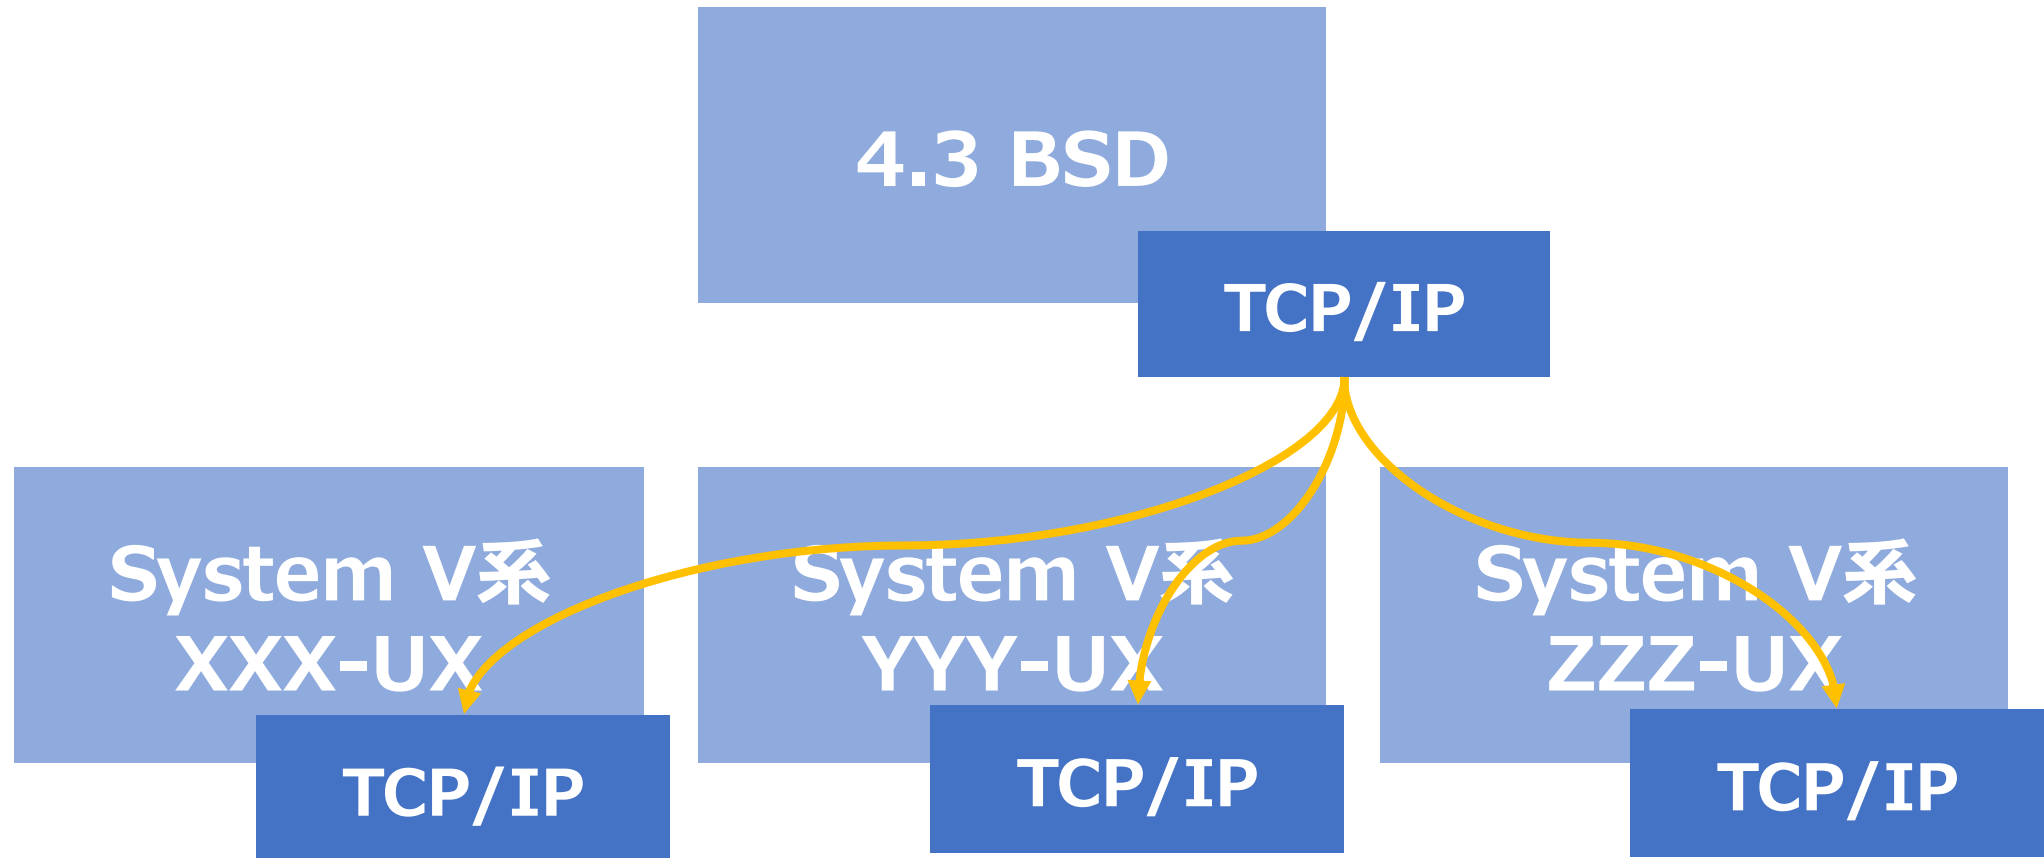 4.3 BSD
TCP/IP
System V系
XXX-UX
TCP/IP
System V系
YYY-UX
TCP/IP
System V系
ZZZ-UX
TCP/IP